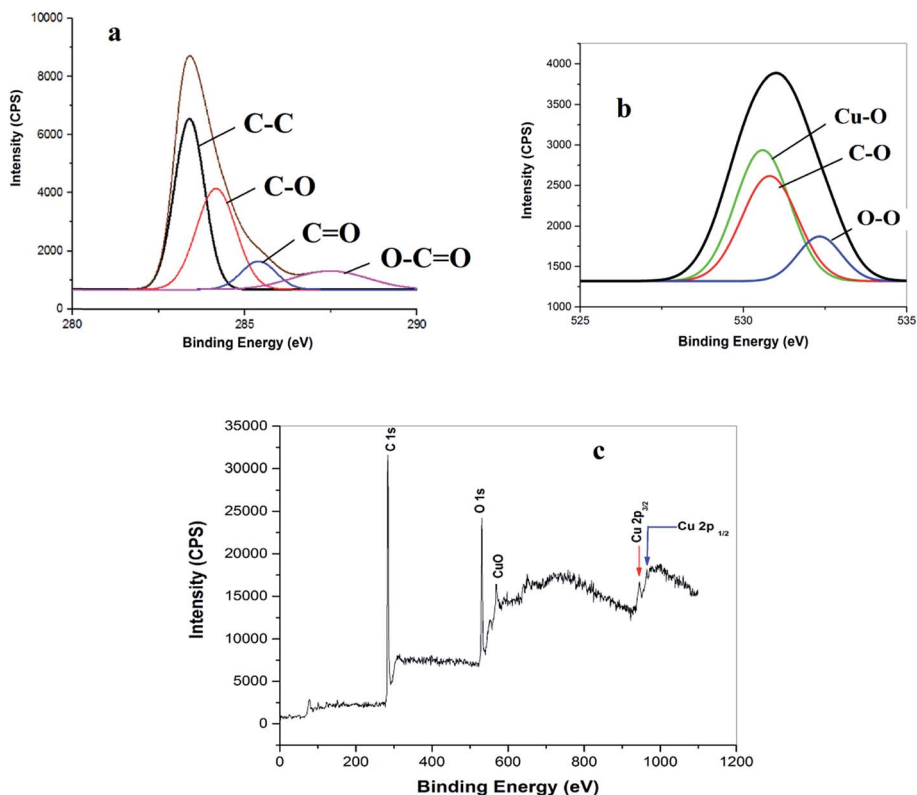 a
10000
8000
6000
4000
2000
0
280
285
290
Intensity (CPS)
Binding Energy (eV)
C-C
C-O
C=O
O-C=O
b
4000
3500
3000
2500
2000
1500
1000
525
530
535
Intensity (CPS)
Binding Energy (eV)
Cu-O
C-O
O-O
c
35000
30000
25000
20000
15000
10000
5000
0
0
200
400
600
800
1000
1200
Intensity (CPS)
Binding Energy (eV)
C 1s
O 1s
CuO
Cu 2p3/2
Cu 2p 1/2